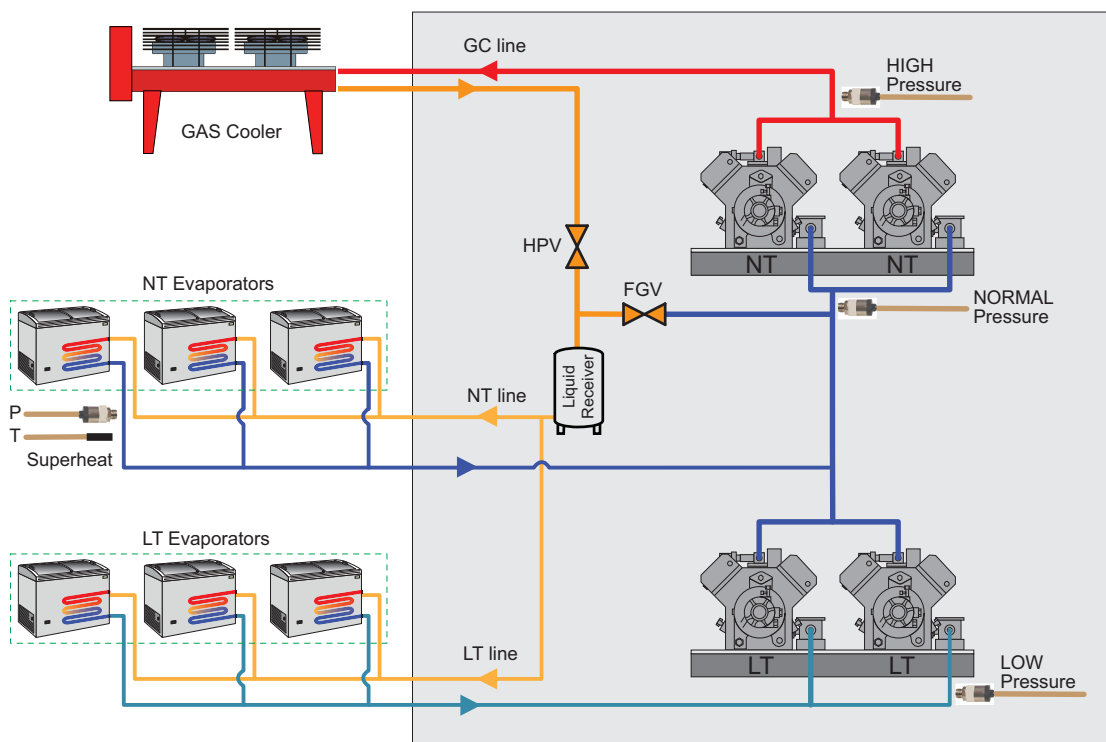 GC line
HIGH
Pressure
GAS Cooler
HPV
NT Evaporators
FGV
NORMAL
Pressure
Liquid
Receiver
NT
NT
NT line
P
T
Superheat
LT Evaporators
LT line
LT
LT
LOW
Pressure